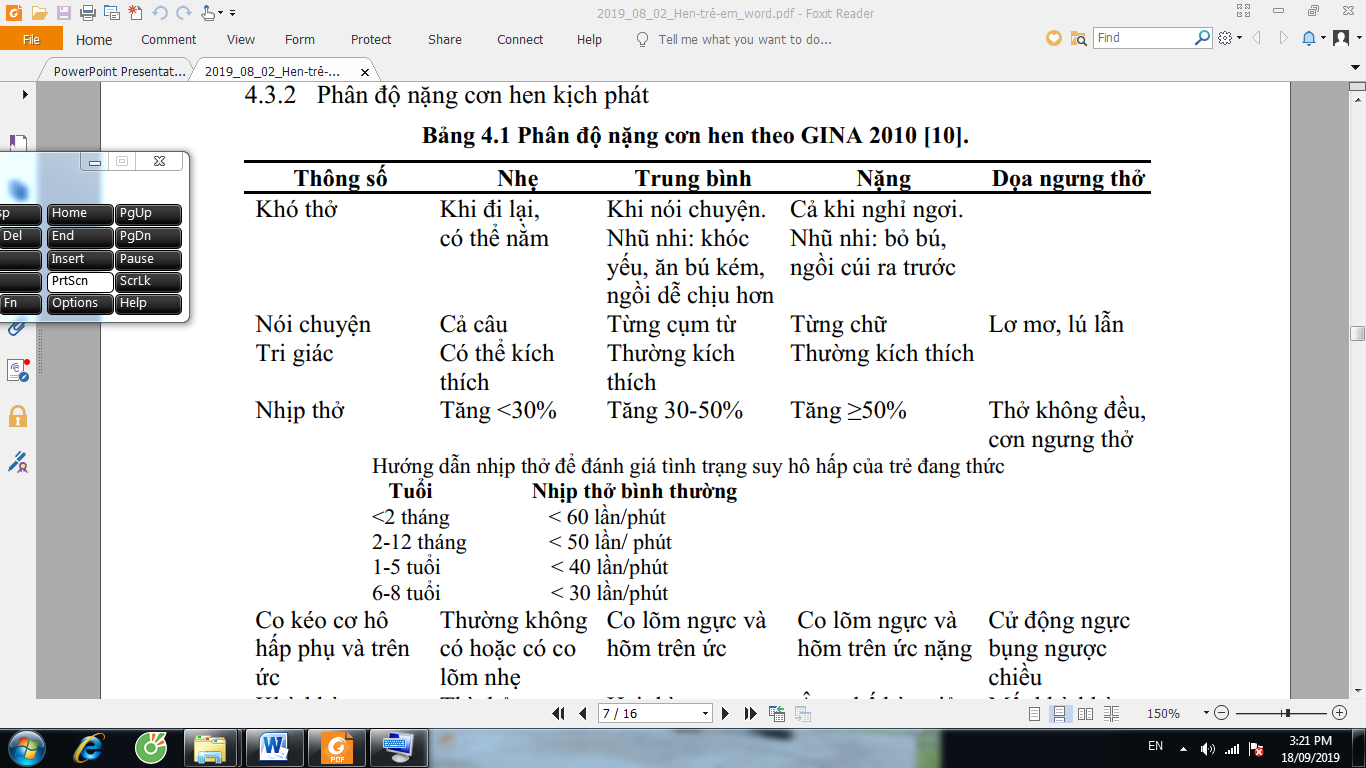 2019_08_02_Hen-trẻ-em_word.pdf - Foxit Reader
File Home Comment View Form Protect Share Connect Help Tell me what you want to do... Find
PowerPoint Presentat... 2019_08_02_Hen-trẻ-...
4.3.2 Phân độ nặng cơn hen kịch phát
Bảng 4.1 Phân độ nặng cơn hen theo GINA 2010 [10].
Thông số Nhẹ Trung bình Nặng Dọa ngưng thở
Khó thở Khi đi lại, Khi nói chuyện. Cả khi nghỉ ngơi.
có thể nằm Nhũ nhi: khóc Nhũ nhi: bỏ bú,
yếu, ăn bú kém, ngồi cúi ra trước
ngồi dễ chịu hơn
Nói chuyện Cả câu Từng cụm từ Từng chữ Lơ mơ, lú lẫn
Tri giác Có thể kích Thường kích Thường kích thích
thích thích
Nhịp thở Tăng <30% Tăng 30-50% Tăng ≥50% Thở không đều,
cơn ngưng thở
Hướng dẫn nhịp thở để đánh giá tình trạng suy hô hấp của trẻ đang thức
Tuổi Nhịp thở bình thường
<2 tháng < 60 lần/phút
2-12 tháng < 50 lần/ phút
1-5 tuổi < 40 lần/phút
6-8 tuổi < 30 lần/phút
Co kéo cơ hô Thường không Co lõm ngực và Co lõm ngực và Cử động ngực
hấp phụ và trên có hoặc có co hõm trên ức hõm trên ức nặng bụng ngược
ức lõm nhẹ chiều
sp Home PgUp
Del End PgDn
Insert Pause
PrtScn ScrLk
Fn Options Help
7 / 16 150%
EN 3:21 PM
18/09/2019